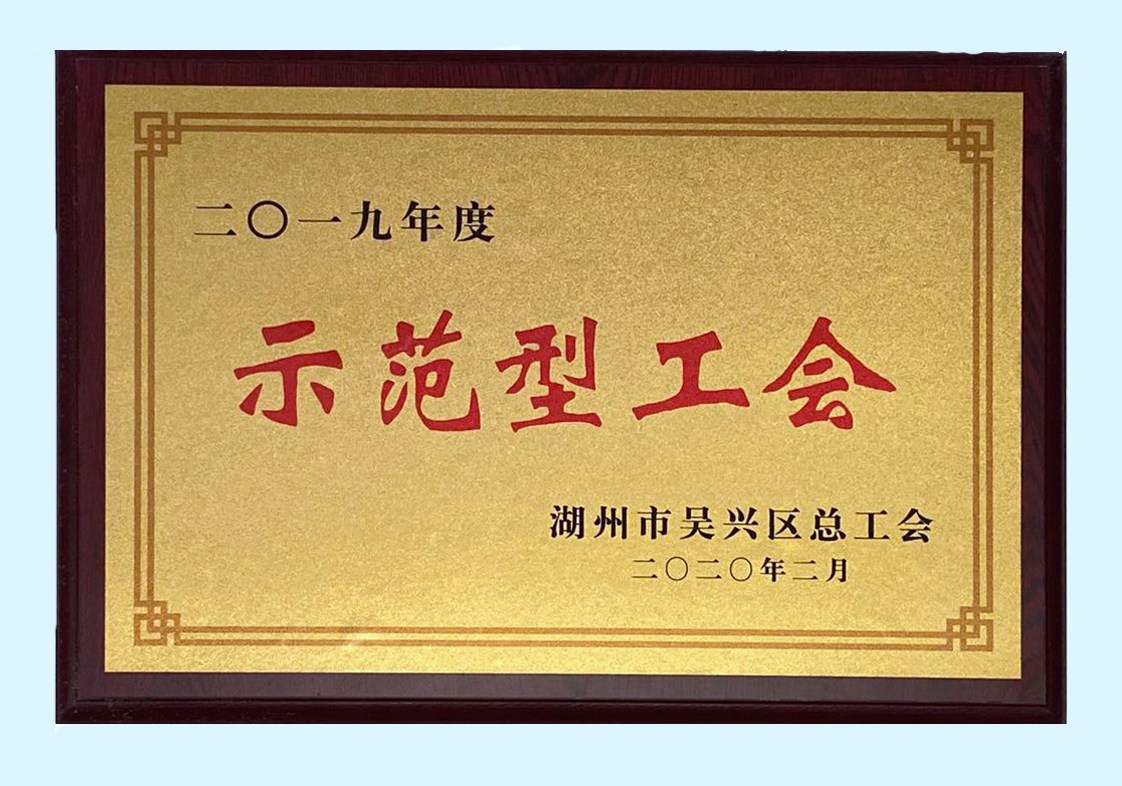 二〇一九年度
示范型工会
湖州市吴兴区总工会
二〇二〇年二月